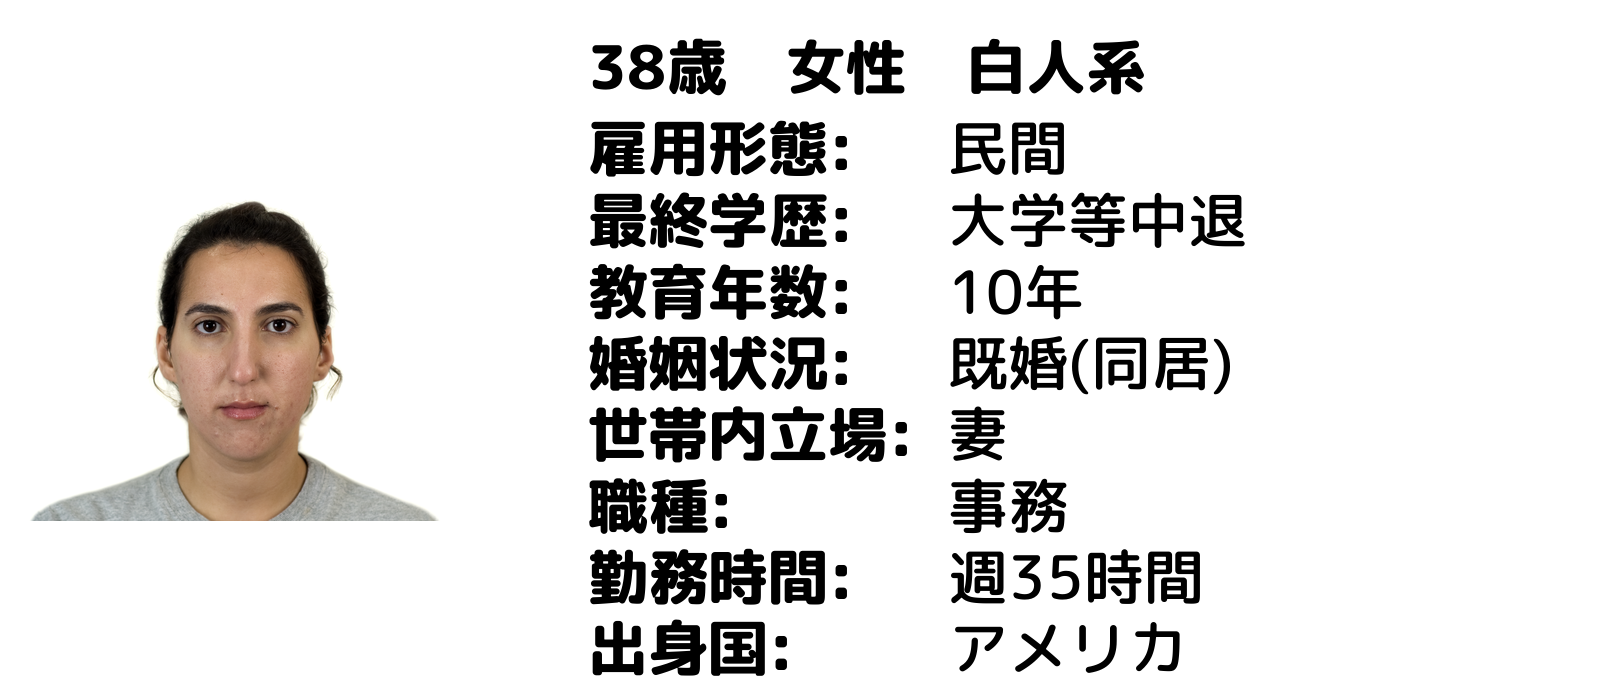 38歳　女性　白人系
雇用形態:　民間
最終学歴:　大学等中退
教育年数:　10年
婚姻状況:　既婚(同居)
世帯内立場:　妻
職種:　事務
勤務時間:　週35時間
出身国:　アメリカ